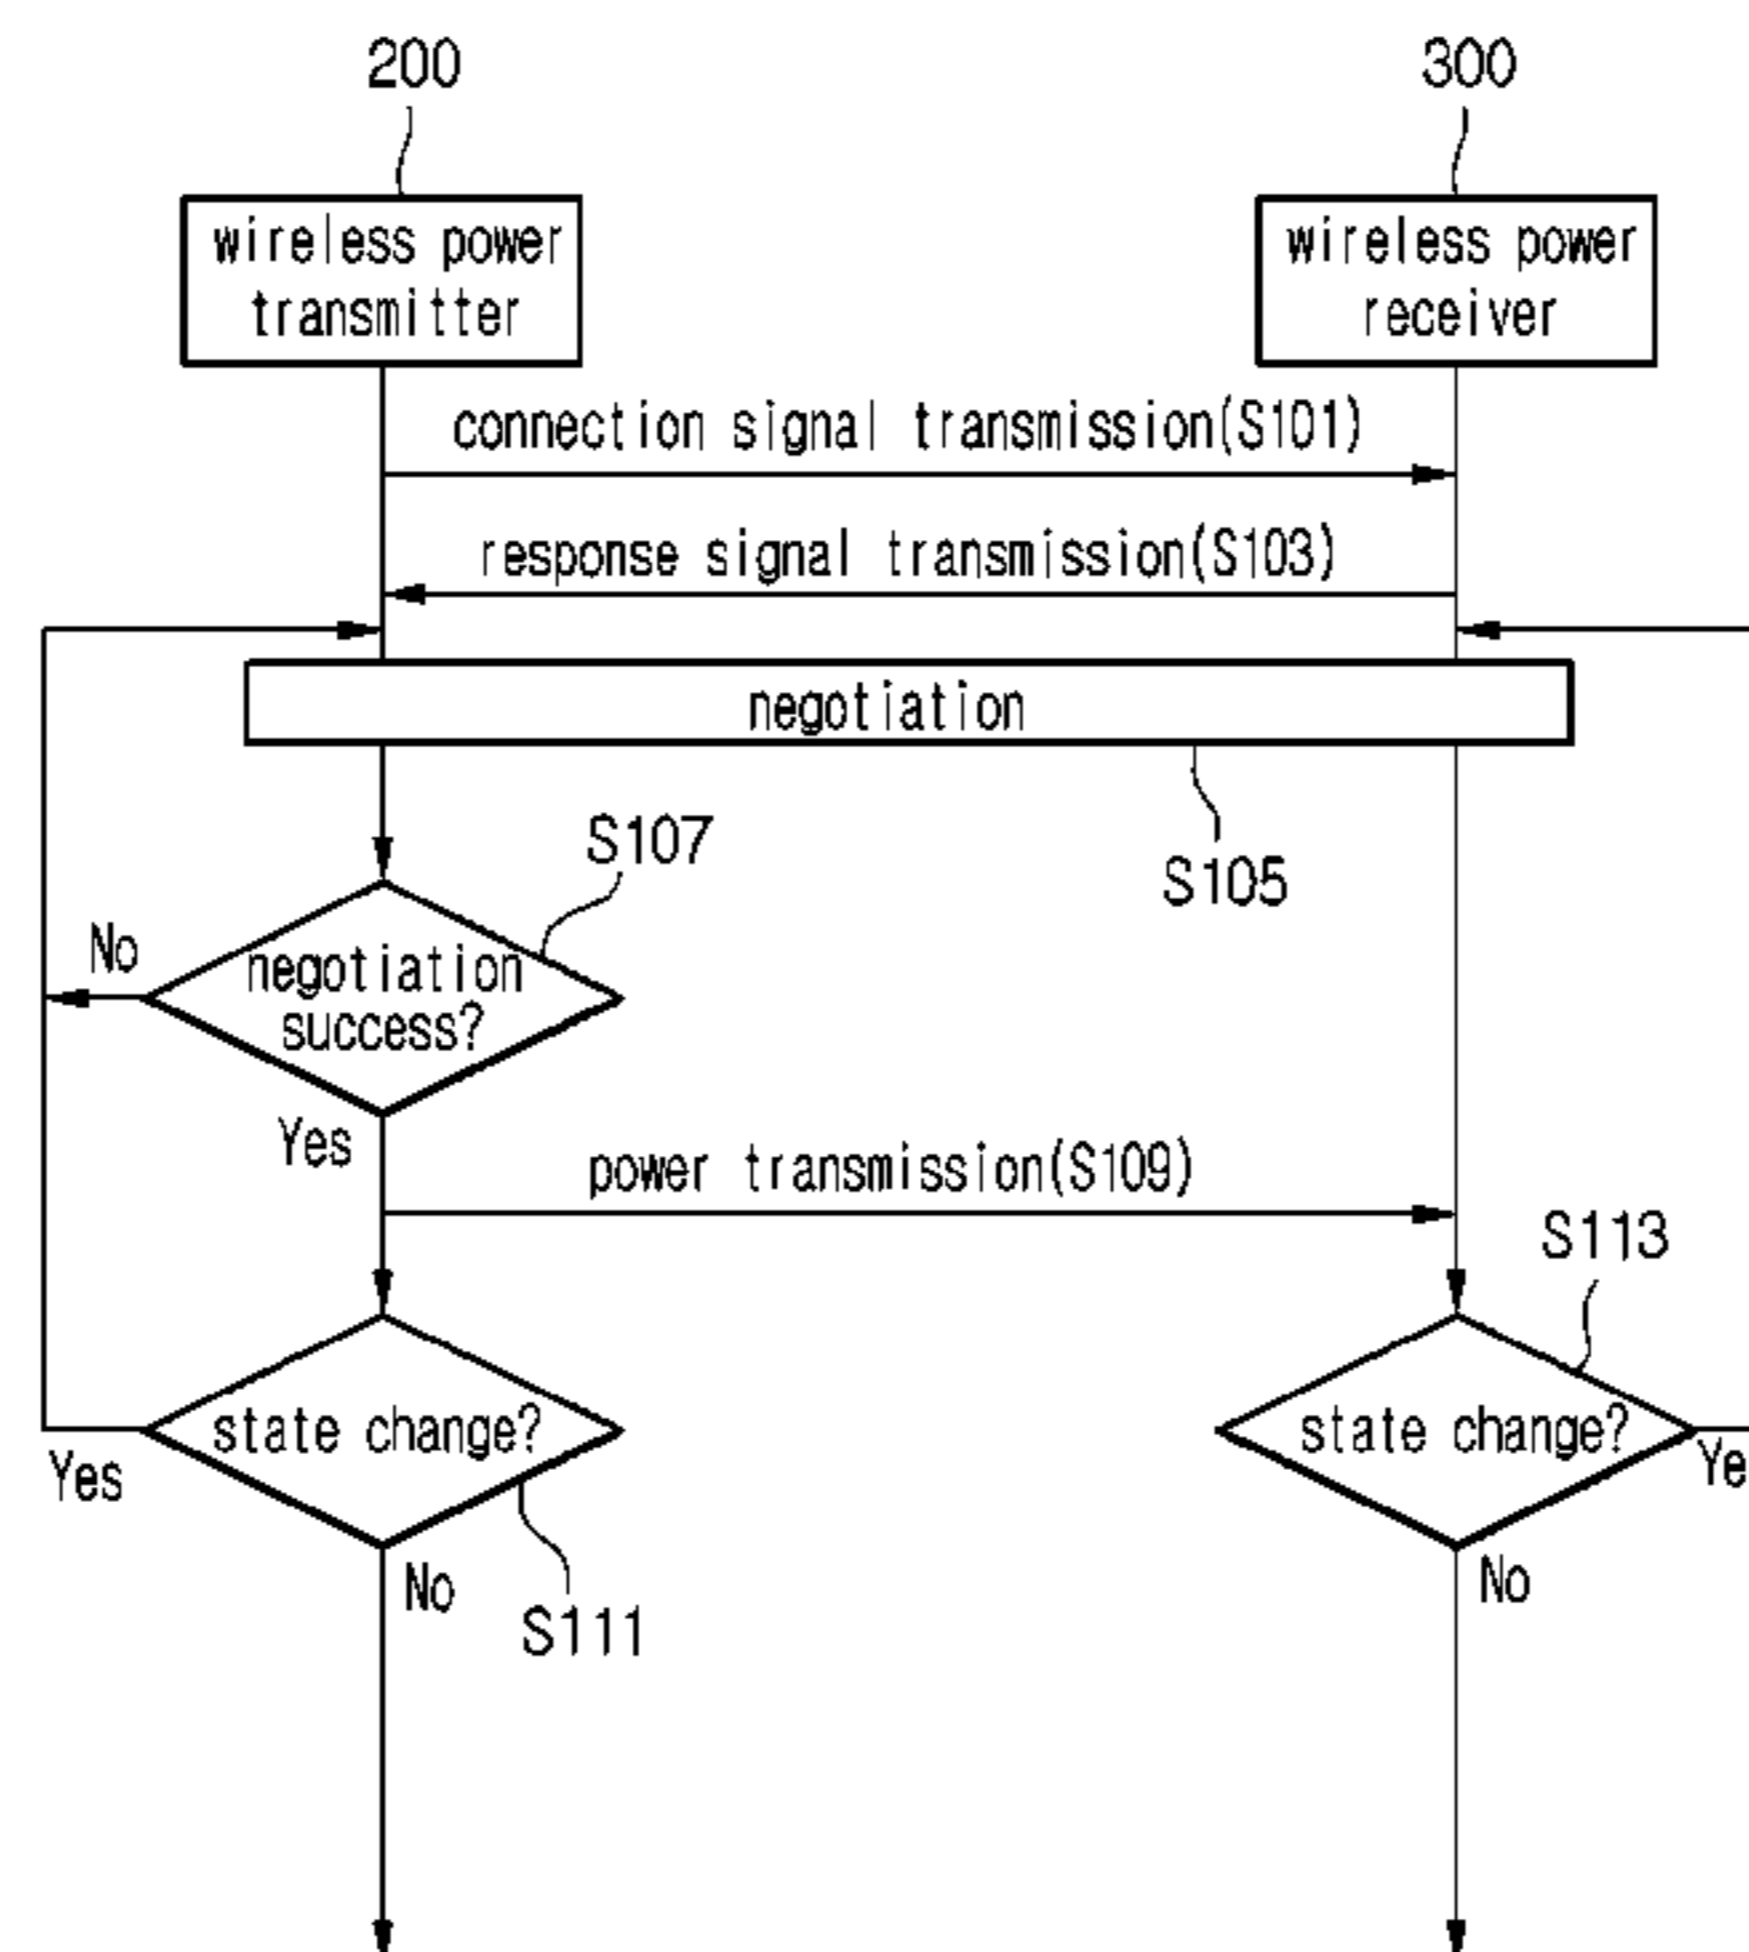 200
300
wireless power
transmitter
wireless power
receiver
connection signal transmission(S101)
response signal transmission(S103)
negotiation
S105
S107
No
negotiation
success?
Yes
power transmission(S109)
S113
state change?
Yes
No
S111
state change?
Ye
No